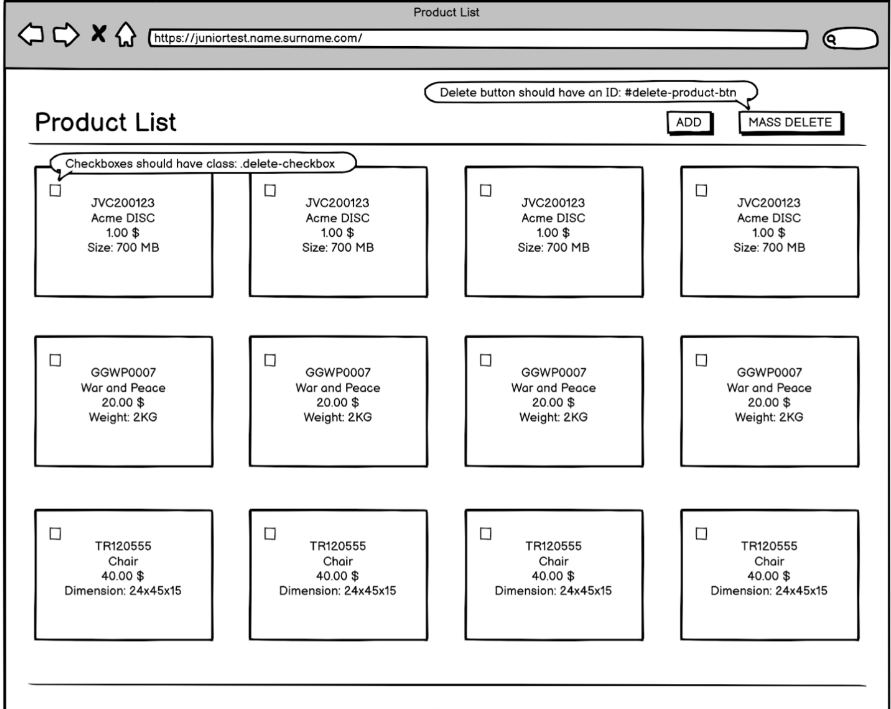 Product List
https://juniortest.name.surname.com/
Delete button should have an ID: #delete-product-btn
Product List
ADD
MASS DELETE
Checkboxes should have class: .delete-checkbox
JVC200123
Acme DISC
1.00 $
Size: 700 MB
JVC200123
Acme DISC
1.00 $
Size: 700 MB
JVC200123
Acme DISC
1.00 $
Size: 700 MB
JVC200123
Acme DISC
1.00 $
Size: 700 MB
GGWP0007
War and Peace
20.00 $
Weight: 2KG
GGWP0007
War and Peace
20.00 $
Weight: 2KG
GGWP0007
War and Peace
20.00 $
Weight: 2KG
GGWP0007
War and Peace
20.00 $
Weight: 2KG
TR120555
Chair
40.00 $
Dimension: 24x45x15
TR120555
Chair
40.00 $
Dimension: 24x45x15
TR120555
Chair
40.00 $
Dimension: 24x45x15
TR120555
Chair
40.00 $
Dimension: 24x45x15